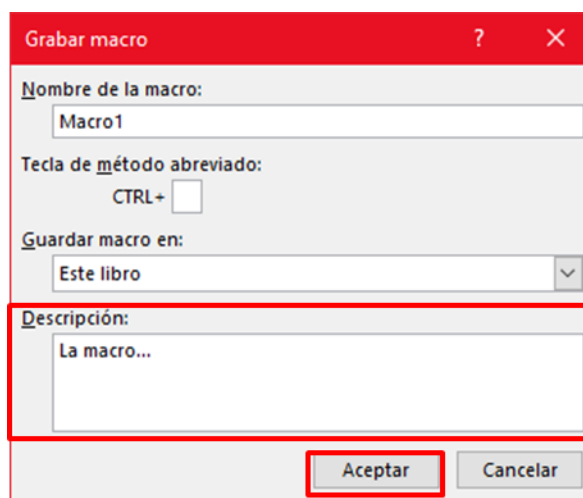 Grabar macro ?
Nombre de la macro:
Macro1
Tecla de método abreviado:
CTRL+
Guardar macro en:
Este libro
Descripción:
La macro...
Aceptar Cancelar